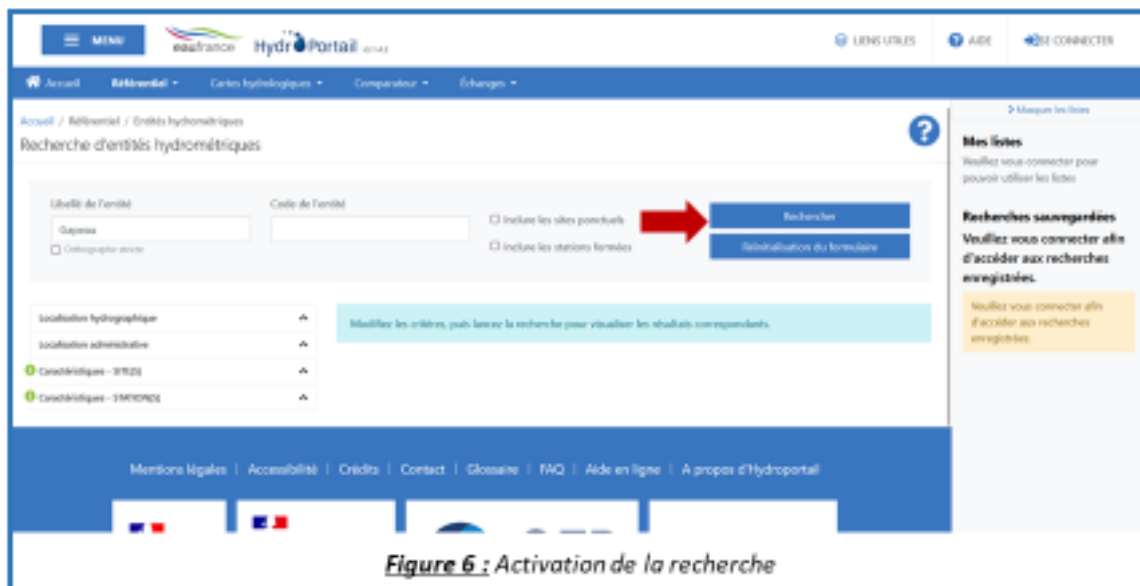 MENU
eaufrance HydroPortail
LIENS UTILES AIDE SE CONNECTER
Accueil Référentiel Cartes hydrologiques Comparateur Échanges
Masquer les listes
Accueil / Référentiel / Entités hydrométriques
Recherche d'entités hydrométriques
Mes listes
Veuillez vous connecter pour
pouvoir utiliser les listes
Libellé de l'entité Code de l'entité
Gapeau
Orthographe stricte
Inclure les sites ponctuels
Inclure les stations fermées
Rechercher
Réinitialisation du formulaire
Recherches sauvegardées
Veuillez vous connecter afin
d'accéder aux recherches
enregistrées.
Veuillez vous connecter afin
d'accéder aux recherches
enregistrées.
Localisation hydrographique
Localisation administrative
Caractéristiques - SITE(S)
Caractéristiques - STATION(S)
Modifiez les critères, puis lancez la recherche pour visualiser les résultats correspondants.
Mentions légales | Accessibilité | Crédits | Contact | Glossaire | FAQ | Aide en ligne | A propos d'Hydroportail
Figure 6 : Activation de la recherche